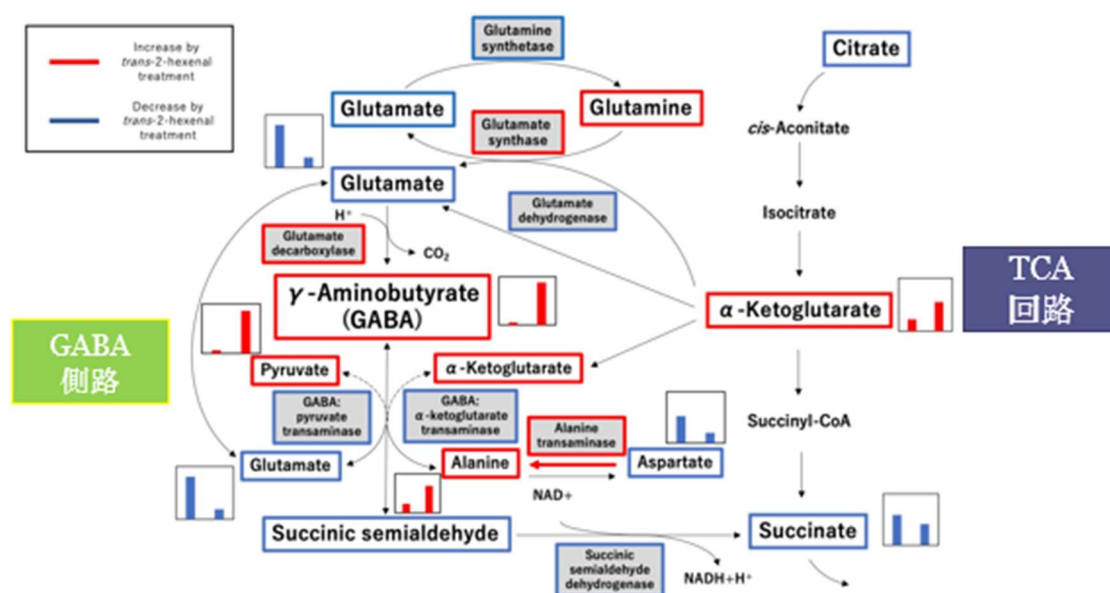 Increase by
trans-2-hexenal
treatment
Decrease by
trans-2-hexenal
treatment
Glutamine
synthetase
Citrate
Glutamate
Glutamine
Glutamate
synthase
cis-Aconitate
Glutamate
Glutamate
dehydrogenase
Isocitrate
H⁺
Glutamate
decarboxylase
CO₂
γ-Aminobutyrate
(GABA)
α-Ketoglutarate
TCA
回路
GABA
側路
Pyruvate
α-Ketoglutarate
GABA:
pyruvate
transaminase
GABA:
α-ketoglutarate
transaminase
Alanine
transaminase
Succinyl-CoA
Glutamate
Alanine
Aspartate
NAD+
Succinic semialdehyde
Succinate
Succinic
semialdehyde
dehydrogenase
NADH+H⁺